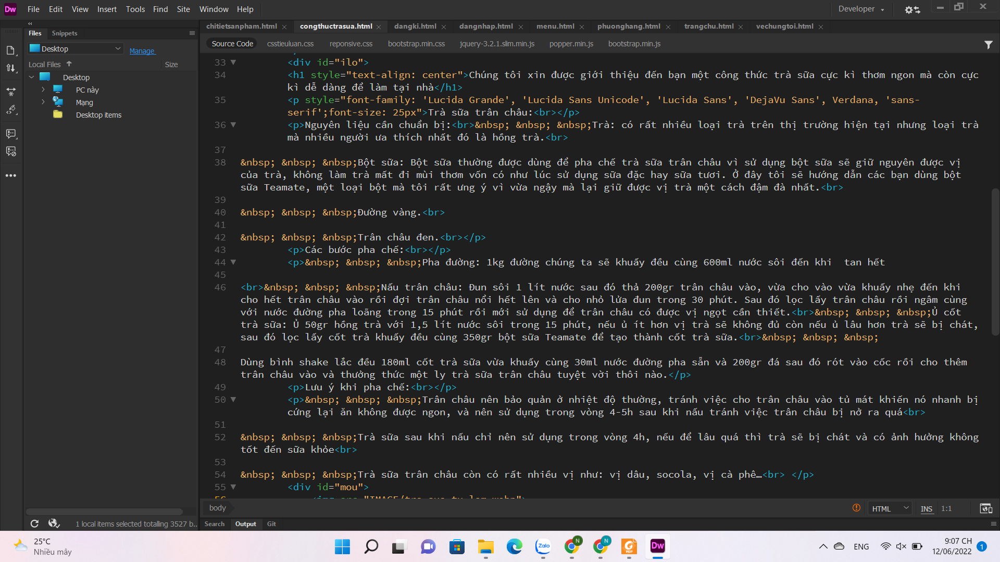 Dw File Edit View Insert Tools Find Site Window Help Developer
Files Snippets
chitietsanpham.html congthuctrasua.html dangki.html dangnhap.html menu.html phuonghang.html trangchu.html vechungtoi.html
Source Code csstieuluan.css reponsive.css bootstrap.min.css jquery-3.2.1.slim.min.js popper.min.js bootstrap.min.js
Desktop Manage
Local Files Size
Desktop
PC này
Mạng
Desktop items
33 <div id="ilo">
34 <h1 style="text-align: center">Chúng tôi xin được giới thiệu đến bạn một công thức trà sữa cực kì thơm ngon mà còn cực
kì dễ dàng để làm tại nhà</h1>
35 <p style="font-family: 'Lucida Grande', 'Lucida Sans Unicode', 'Lucida Sans', 'DejaVu Sans', Verdana, 'sans-
serif';font-size: 25px">Trà sữa trân châu:<br></p>
36 <p>Nguyên liệu cần chuẩn bị:<br>&nbsp; &nbsp; &nbsp;Trà: có rất nhiều loại trà trên thị trường hiện tại nhưng loại trà
mà nhiều người ưa thích nhất đó là hồng trà.<br>
37
38 &nbsp; &nbsp; &nbsp;Bột sữa: Bột sữa thường được dùng để pha chế trà sữa trân châu vì sử dụng bột sữa sẽ giữ nguyên được vị
của trà, không làm trà mất đi mùi thơm vốn có như lúc sử dụng sữa đặc hay sữa tươi. Ở đây tôi sẽ hướng dẫn các bạn dùng bột
sữa Teamate, một loại bột mà tôi rất ưng ý vì vừa ngậy mà lại giữ được vị trà một cách đậm đà nhất.<br>
39
40 &nbsp; &nbsp; &nbsp;Đường vàng.<br>
41
42 &nbsp; &nbsp; &nbsp;Trân châu đen.<br></p>
43 <p>Các bước pha chế:<br></p>
44 <p>&nbsp; &nbsp; &nbsp;Pha đường: 1kg đường chúng ta sẽ khuấy đều cùng 600ml nước sôi đến khi  tan hết
45
46 <br>&nbsp; &nbsp; &nbsp;Nấu trân châu: Đun sôi 1 lít nước sau đó thả 200gr trân châu vào, vừa cho vào vừa khuấy nhẹ đến khi
cho hết trân châu vào rồi đợi trân châu nổi hết lên và cho nhỏ lửa đun trong 30 phút. Sau đó lọc lấy trân châu rồi ngâm cùng
với nước đường pha loãng trong 15 phút rồi mới sử dụng để trân châu có được vị ngọt cần thiết.<br>&nbsp; &nbsp; &nbsp;Ủ cốt
trà sữa: Ủ 50gr hồng trà với 1,5 lít nước sôi trong 15 phút, nếu ủ ít hơn vị trà sẽ không đủ còn nếu ủ lâu hơn trà sẽ bị chát,
sau đó lọc lấy cốt trà khuấy đều cùng 350gr bột sữa Teamate để tạo thành cốt trà sữa.<br>&nbsp; &nbsp; &nbsp;
47
48 Dùng bình shake lắc đều 180ml cốt trà sữa vừa khuấy cùng 30ml nước đường pha sẵn và 200gr đá sau đó rót vào cốc rồi cho thêm
trân châu vào và thưởng thức một ly trà sữa trân châu tuyệt vời thôi nào.</p>
49 <p>Lưu ý khi pha chế:<br></p>
50 <p>&nbsp; &nbsp; &nbsp;Trân châu nên bảo quản ở nhiệt độ thường, tránh việc cho trân châu vào tủ mát khiến nó nhanh bị
cứng lại ăn không được ngon, và nên sử dụng trong vòng 4-5h sau khi nấu tránh việc trân châu bị nở ra quá<br>
51
52 &nbsp; &nbsp; &nbsp;Trà sữa sau khi nấu chỉ nên sử dụng trong vòng 4h, nếu để lâu quá thì trà sẽ bị chát và có ảnh hưởng không
tốt đến sữa khỏe<br>
53
54 &nbsp; &nbsp; &nbsp;Trà sữa trân châu còn có rất nhiều vị như: vị dâu, socola, vị cà phê…<br> </p>
55 <div id="mou">
body HTML INS 1:1
1 local items selected totalling 3527 b... Search Output Git
25°C
Nhiều mây
Zalo N N PDF Dw
ENG
9:07 CH
12/06/2022 1